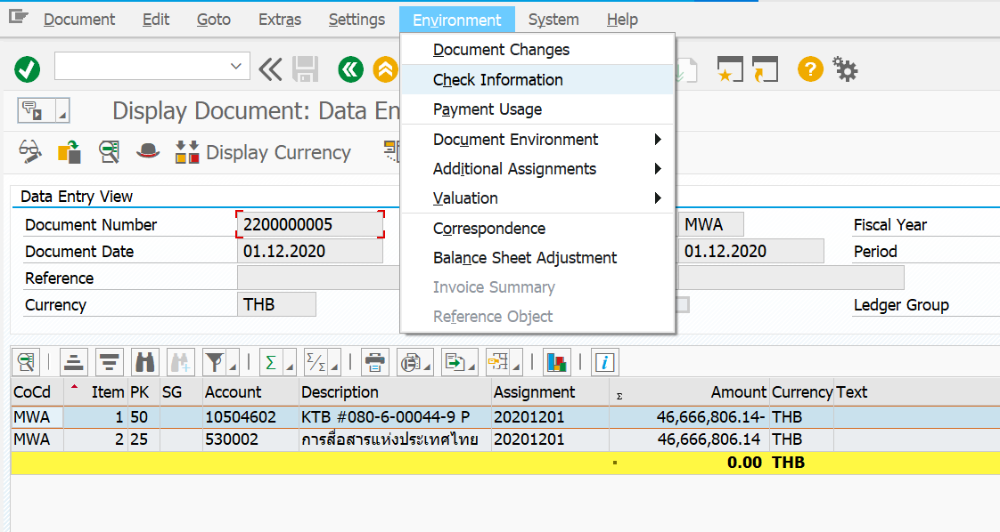 Document Edit Goto Extras Settings Environment System Help
Document Changes
Check Information
Payment Usage
Document Environment
Additional Assignments
Valuation
Correspondence
Balance Sheet Adjustment
Invoice Summary
Reference Object
Display Document: Data En
Display Currency
Data Entry View
Document Number 2200000005 MWA Fiscal Year
Document Date 01.12.2020 01.12.2020 Period
Reference
Currency THB Ledger Group
CoCd Item PK SG Account Description Assignment Σ Amount Currency Text
MWA 1 50 10504602 KTB #080-6-00044-9 P 20201201 46,666,806.14- THB
MWA 2 25 530002 การสื่อสารแห่งประเทศไทย 20201201 46,666,806.14 THB
0.00 THB